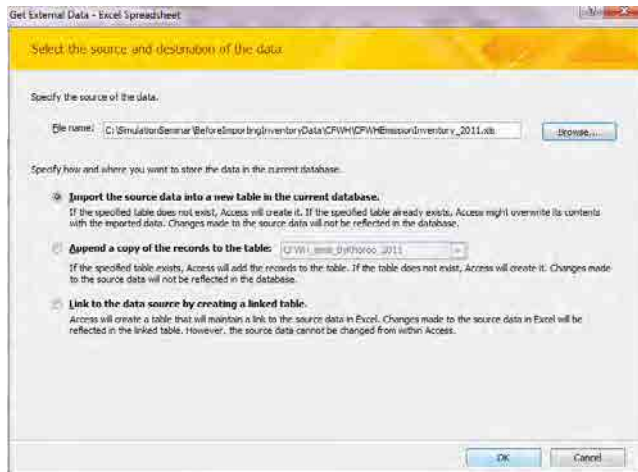 Get External Data - Excel Spreadsheet
Select the source and destination of the data
Specify the source of the data.
File name: C:\SimulationSeminar\BeforeImportingInventoryData\CFWH\CFWHEmissionInventory_2011.xlsb
Browse...
Specify how and where you want to store the data in the current database.
Import the source data into a new table in the current database.
If the specified table does not exist, Access will create it. If the specified table already exists, Access might overwrite its contents
with the imported data. Changes made to the source data will not be reflected in the database.
Append a copy of the records to the table:
If the specified table exists, Access will add the records to the table. If the table does not exist, Access will create it. Changes made
to the source data will not be reflected in the database.
Link to the data source by creating a linked table.
Access will create a table that will maintain a link to the source data in Excel. Changes made to the source data in Excel will be
reflected in the linked table. However, the source data cannot be changed from within Access.
OK Cancel